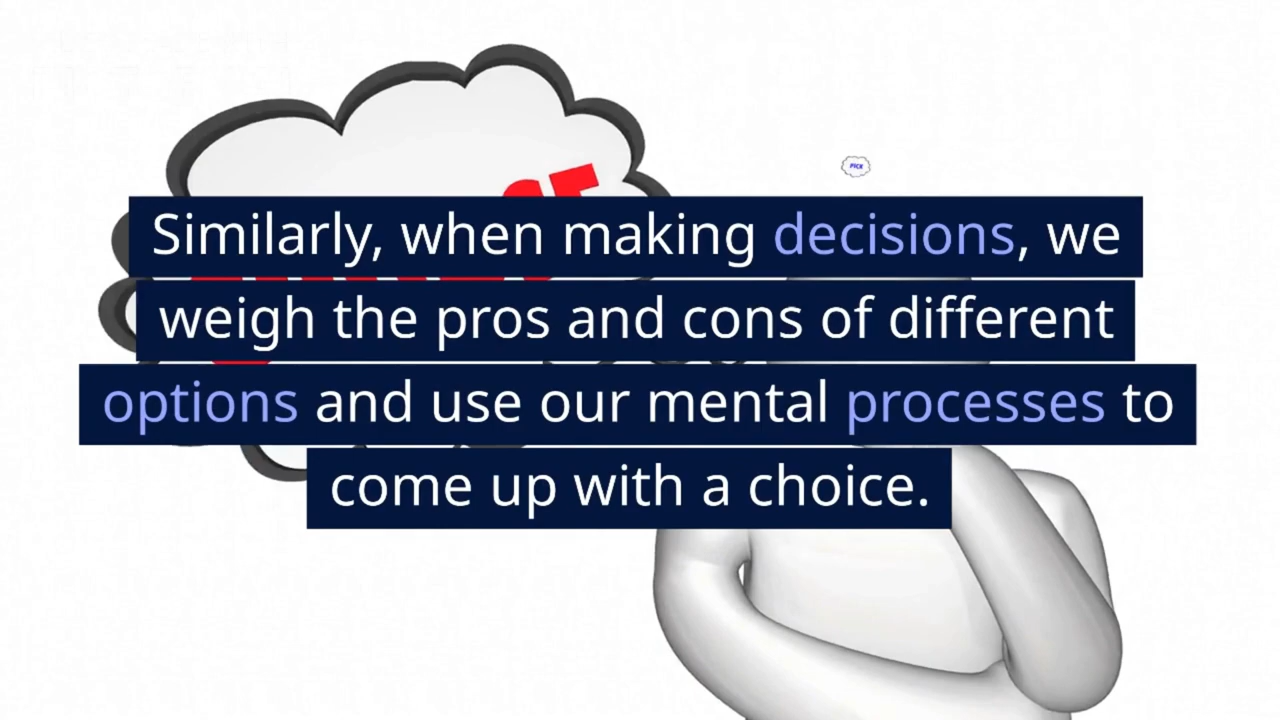 PICK
Similarly, when making decisions, we
weigh the pros and cons of different
options and use our mental processes to
come up with a choice.